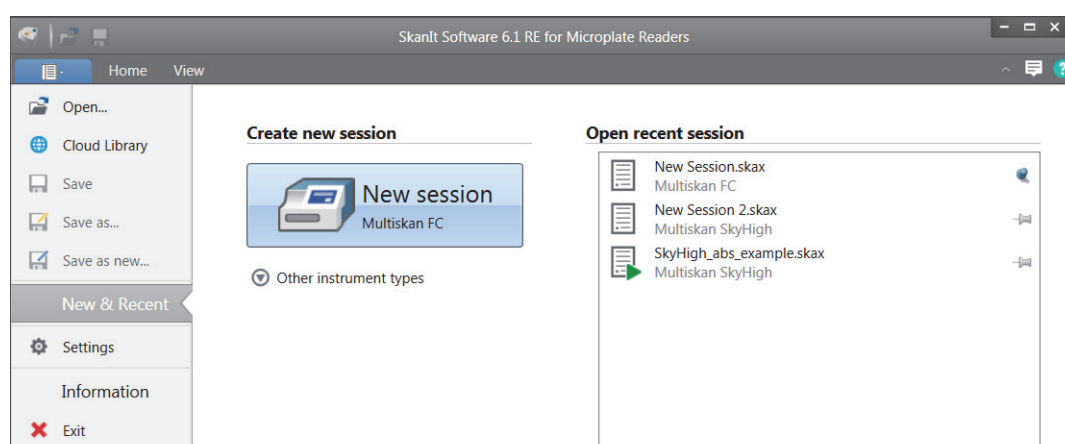 SkanIt Software 6.1 RE for Microplate Readers
Home View
Open...
Cloud Library
Save
Save as...
Save as new...
New & Recent
Settings
Information
Exit
Create new session
New session
Multiskan FC
Other instrument types
Open recent session
New Session.skax
Multiskan FC
New Session 2.skax
Multiskan SkyHigh
SkyHigh_abs_example.skax
Multiskan SkyHigh